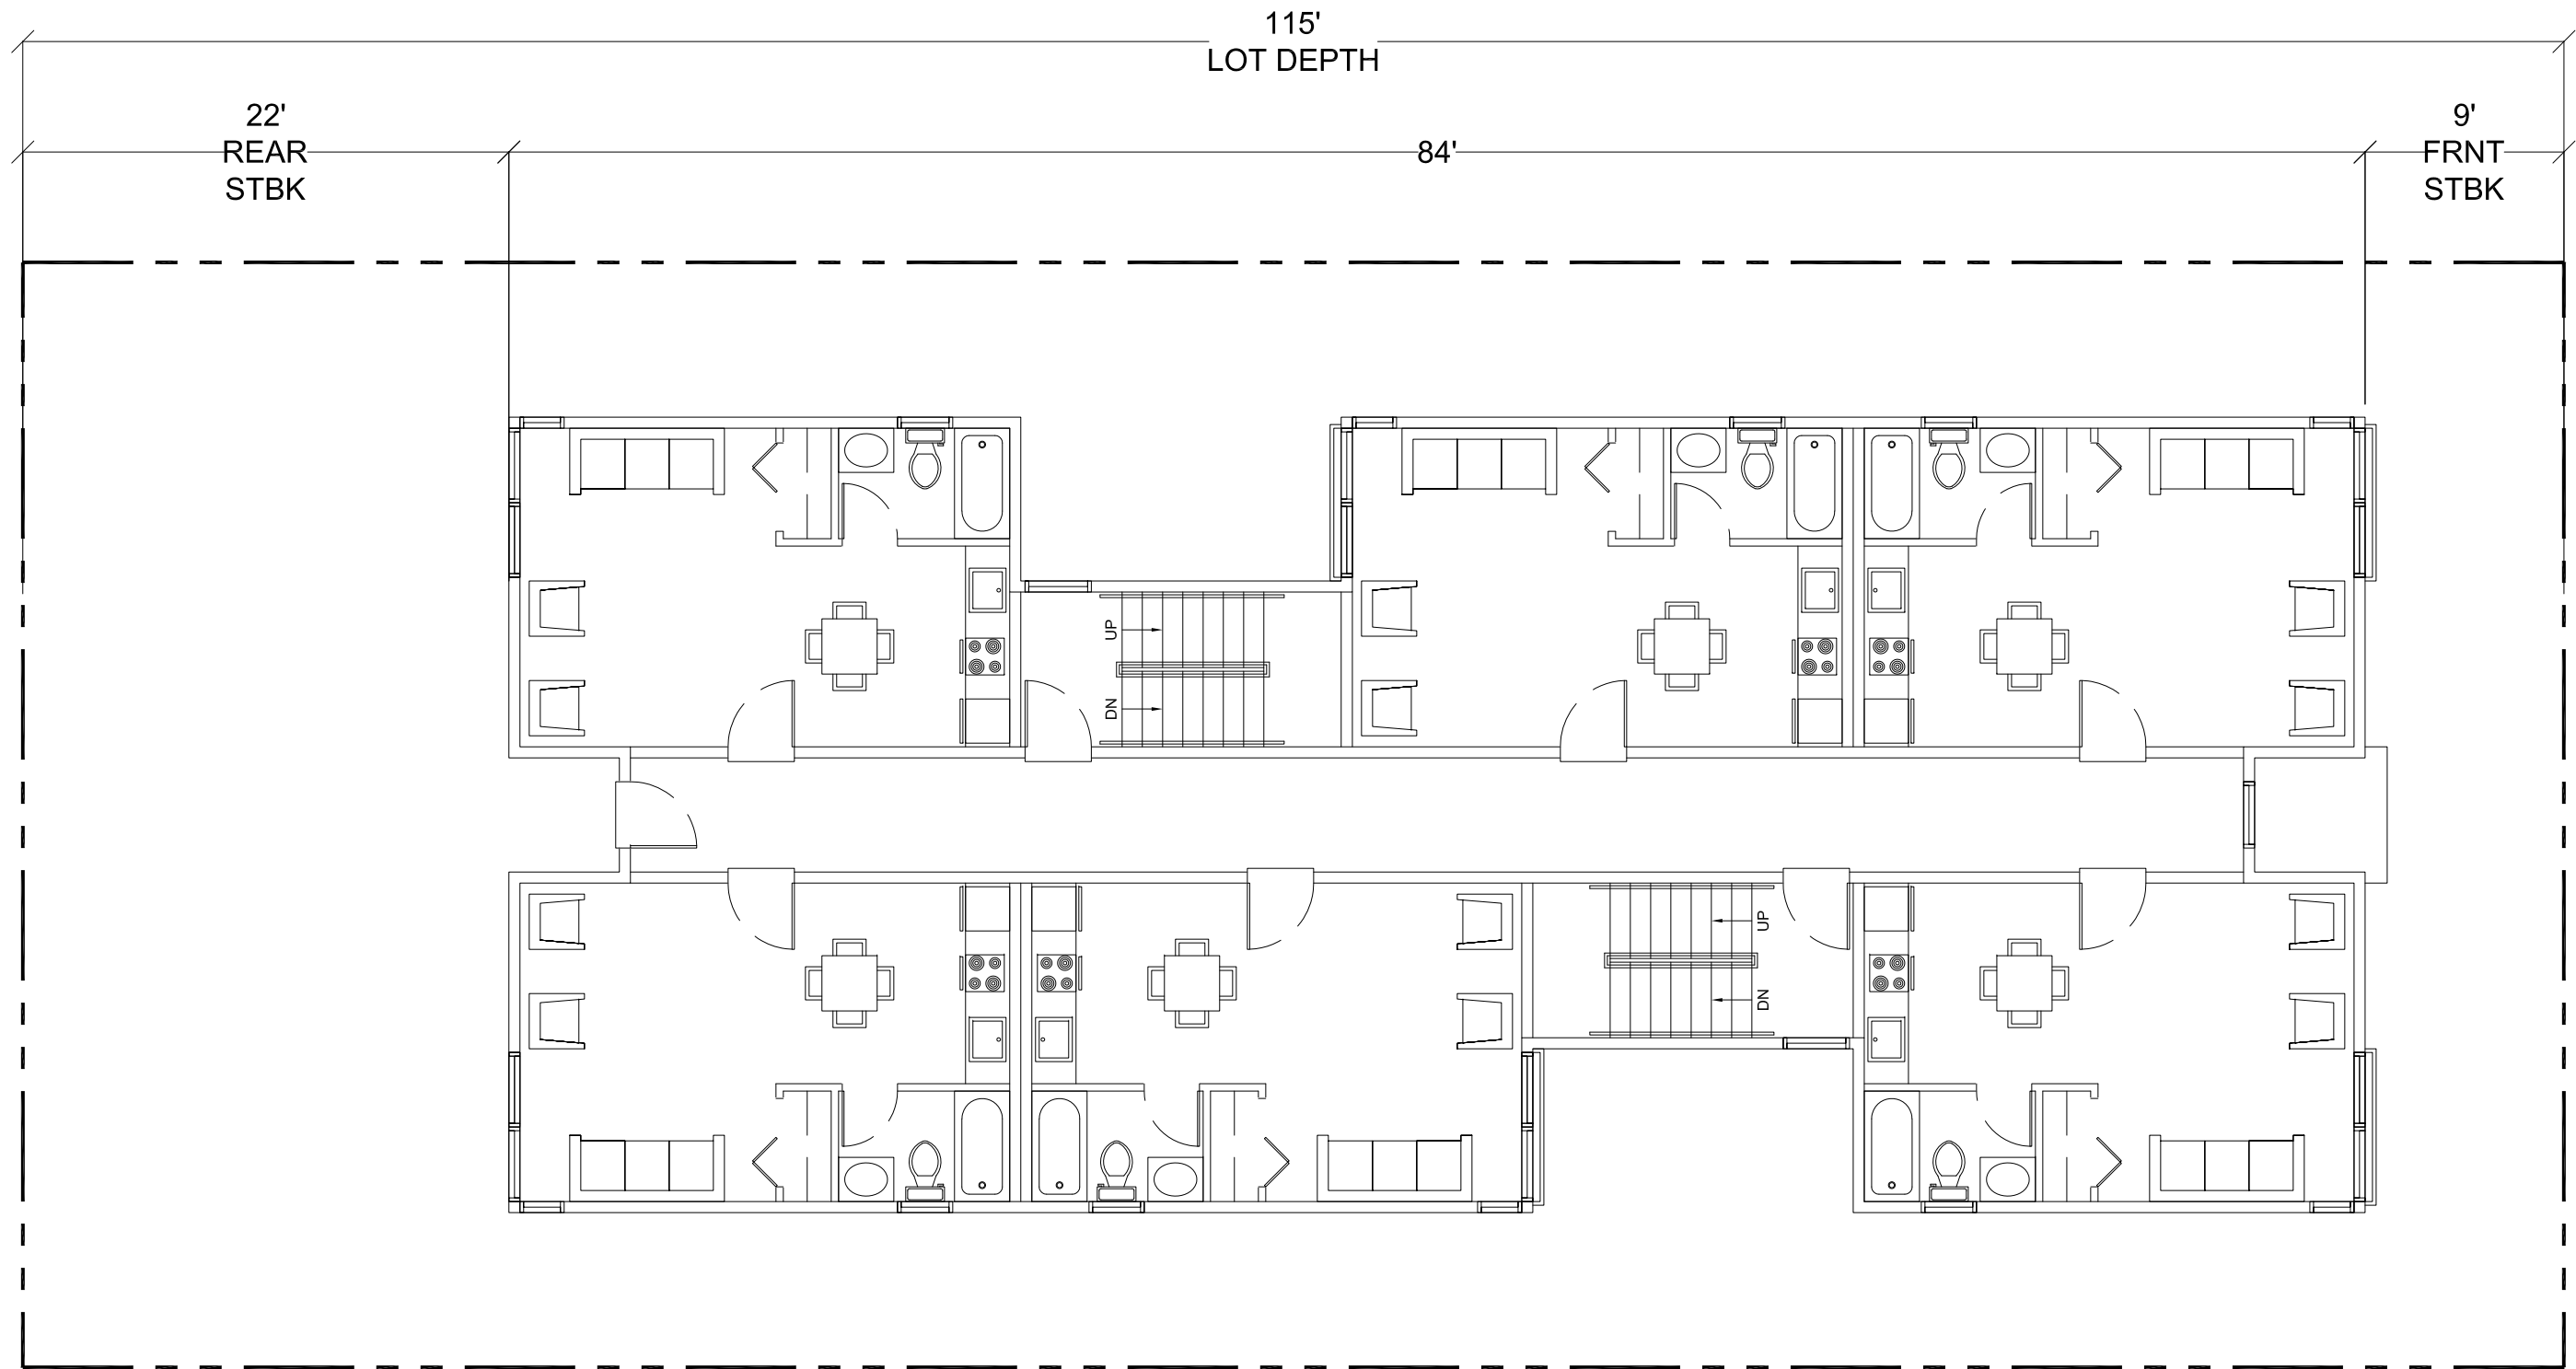 115'
LOT DEPTH
22'
REAR
STBK
84'
9'
FRNT
STBK
UP
DN
UP
DN